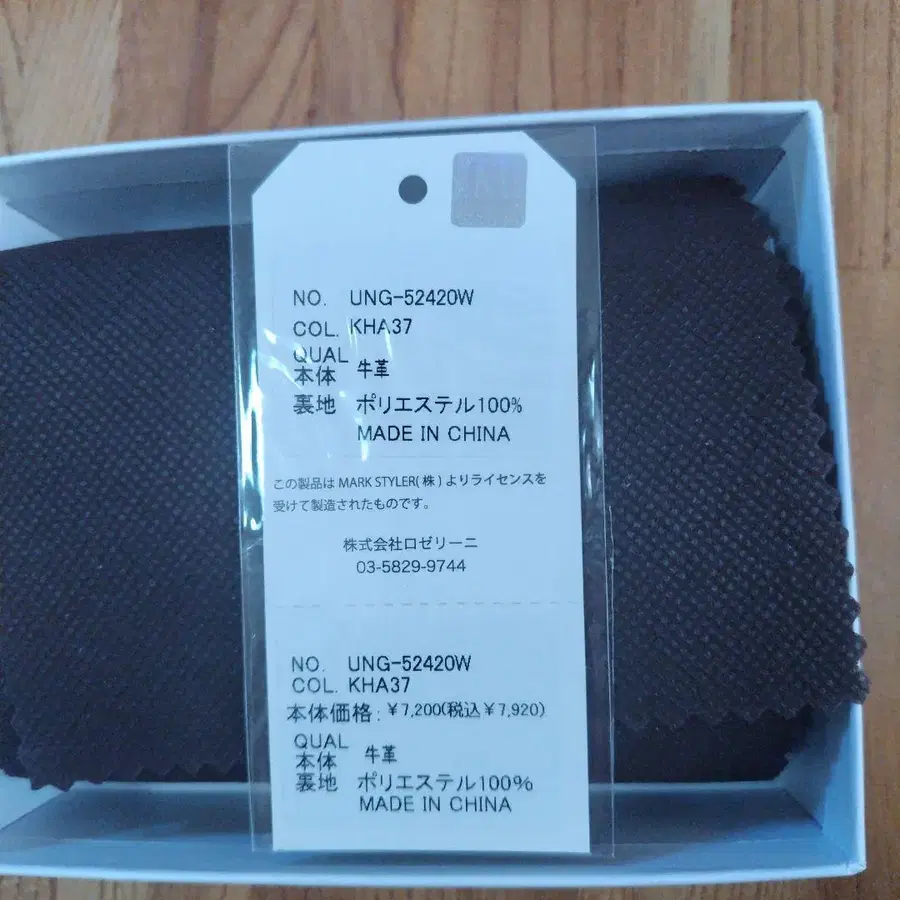 NO. UNG-52420W
COL. KHA37
QUAL
本体 牛革
裏地 ポリエステル100%
MADE IN CHINA
この製品は MARK STYLER(株)よりライセンスを
受けて製造されたものです。
株式会社ロゼリーニ
03-5829-9744
NO. UNG-52420W
COL. KHA37
本体価格:￥7,200(税込￥7,920)
QUAL
本体 牛革
裏地 ポリエステル100%
MADE IN CHINA